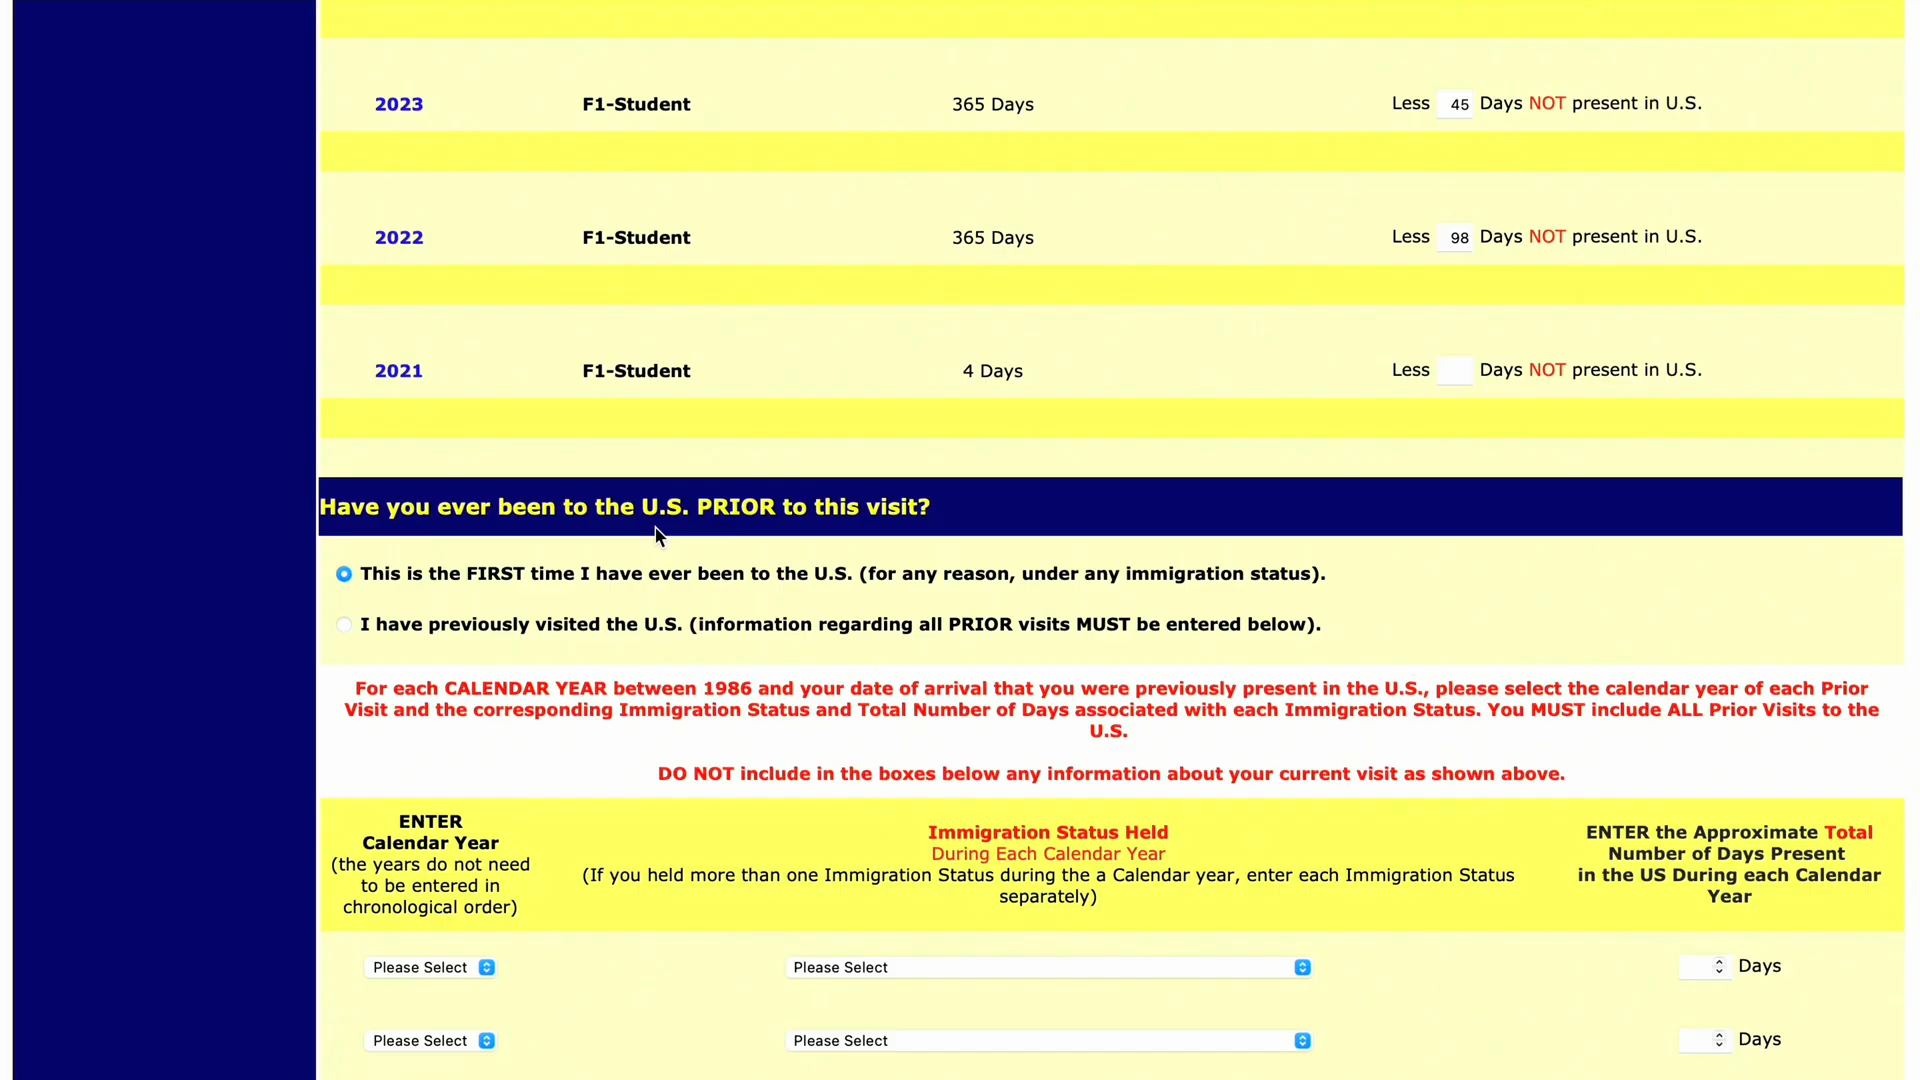 2023 F1-Student 365 Days Less 45 Days NOT present in U.S.
2022 F1-Student 365 Days Less 98 Days NOT present in U.S.
2021 F1-Student 4 Days Less Days NOT present in U.S.
Have you ever been to the U.S. PRIOR to this visit?
This is the FIRST time I have ever been to the U.S. (for any reason, under any immigration status).
I have previously visited the U.S. (information regarding all PRIOR visits MUST be entered below).
For each CALENDAR YEAR between 1986 and your date of arrival that you were previously present in the U.S., please select the calendar year of each Prior
Visit and the corresponding Immigration Status and Total Number of Days associated with each Immigration Status. You MUST include ALL Prior Visits to the
U.S.
DO NOT include in the boxes below any information about your current visit as shown above.
ENTER
Calendar Year
(the years do not need
to be entered in
chronological order)
Immigration Status Held
During Each Calendar Year
(If you held more than one Immigration Status during the a Calendar year, enter each Immigration Status
separately)
ENTER the Approximate Total
Number of Days Present
in the US During each Calendar
Year
Please Select Please Select Days
Please Select Please Select Days